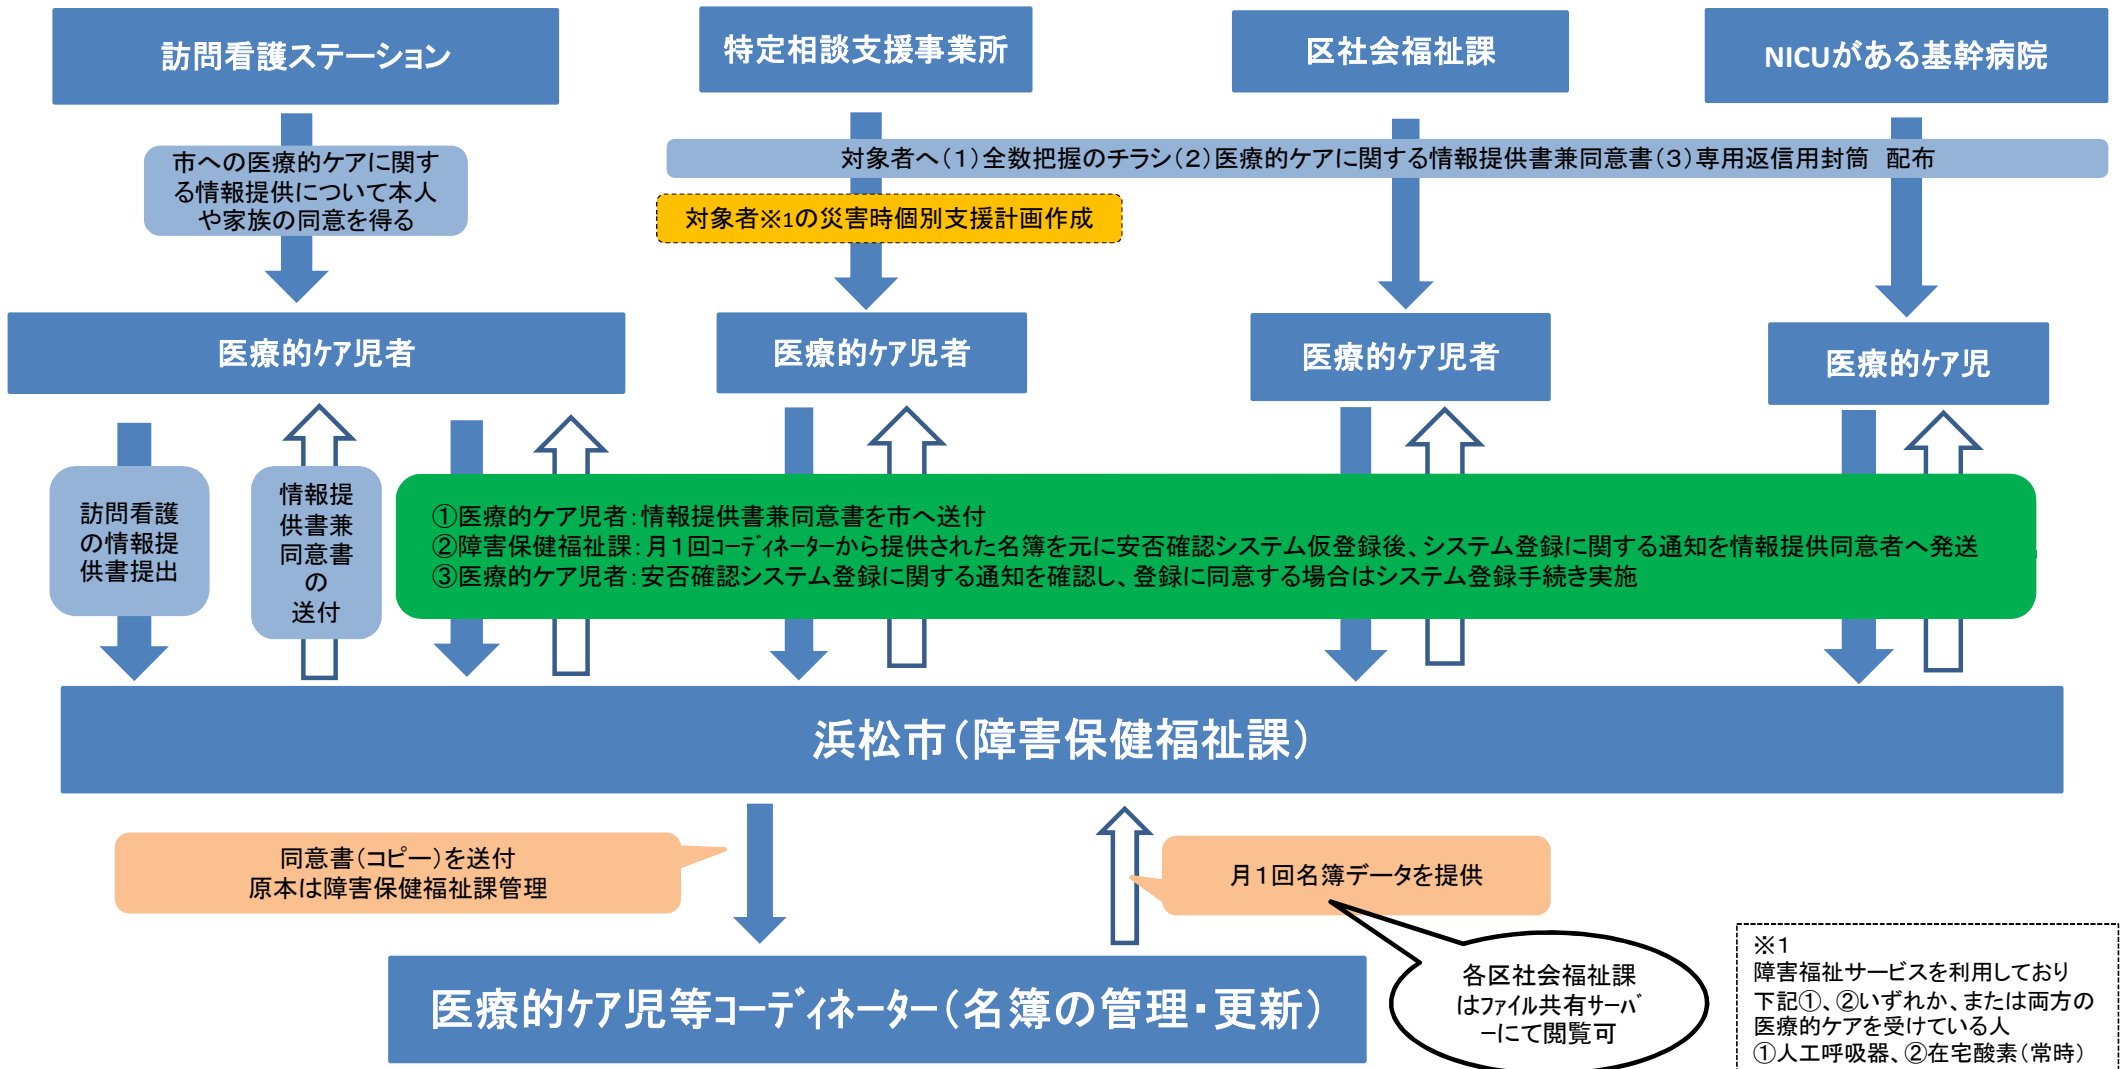 訪問看護ステーション
特定相談支援事業所
区社会福祉課
NICUがある基幹病院
市への医療的ケアに関す
る情報提供について本人
や家族の同意を得る
対象者へ(1)全数把握のチラシ(2)医療的ケアに関する情報提供書兼同意書(3)専用返信用封筒　配布
対象者※1の災害時個別支援計画作成
医療的ケア児者
医療的ケア児者
医療的ケア児者
医療的ケア児
訪問看護
の情報提
供書提出
情報提
供書兼
同意書
の
送付
①医療的ケア児者：情報提供書兼同意書を市へ送付
②障害保健福祉課：月１回コーディネーターから提供された名簿を元に安否確認システム仮登録後、システム登録に関する通知を情報提供同意者へ発送
③医療的ケア児者：安否確認システム登録に関する通知を確認し、登録に同意する場合はシステム登録手続き実施
浜松市(障害保健福祉課)
同意書(コピー)を送付
原本は障害保健福祉課管理
月１回名簿データを提供
医療的ケア児等コーディネーター(名簿の管理・更新)
各区社会福祉課
はファイル共有サーバ
ーにて閲覧可
※１
障害福祉サービスを利用しており
下記①、②いずれか、または両方の
医療的ケアを受けている人
①人工呼吸器、②在宅酸素(常時)